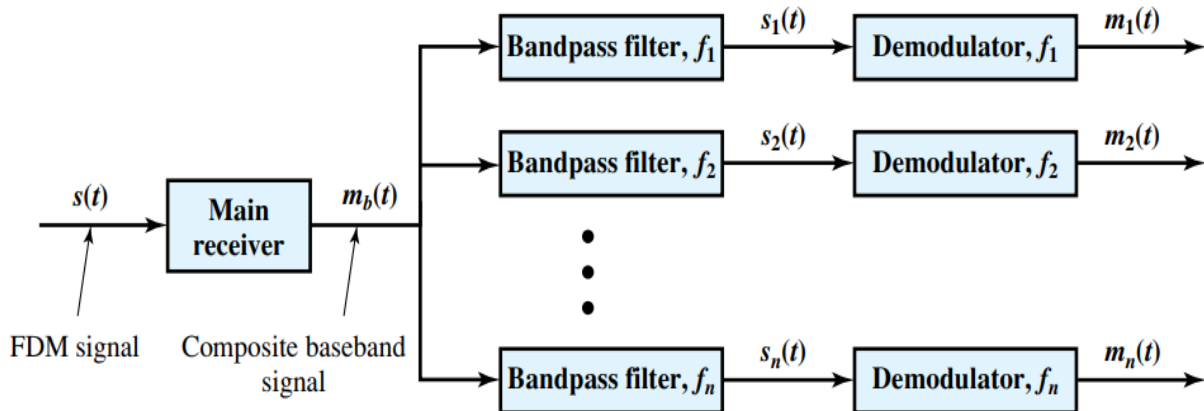 s₁(t)
m₁(t)
Bandpass filter, f₁
Demodulator, f₁
s₂(t)
m₂(t)
Bandpass filter, f₂
Demodulator, f₂
s(t)
Main
receiver
m_b(t)
FDM signal
Composite baseband
signal
sₙ(t)
mₙ(t)
Bandpass filter, fₙ
Demodulator, fₙ